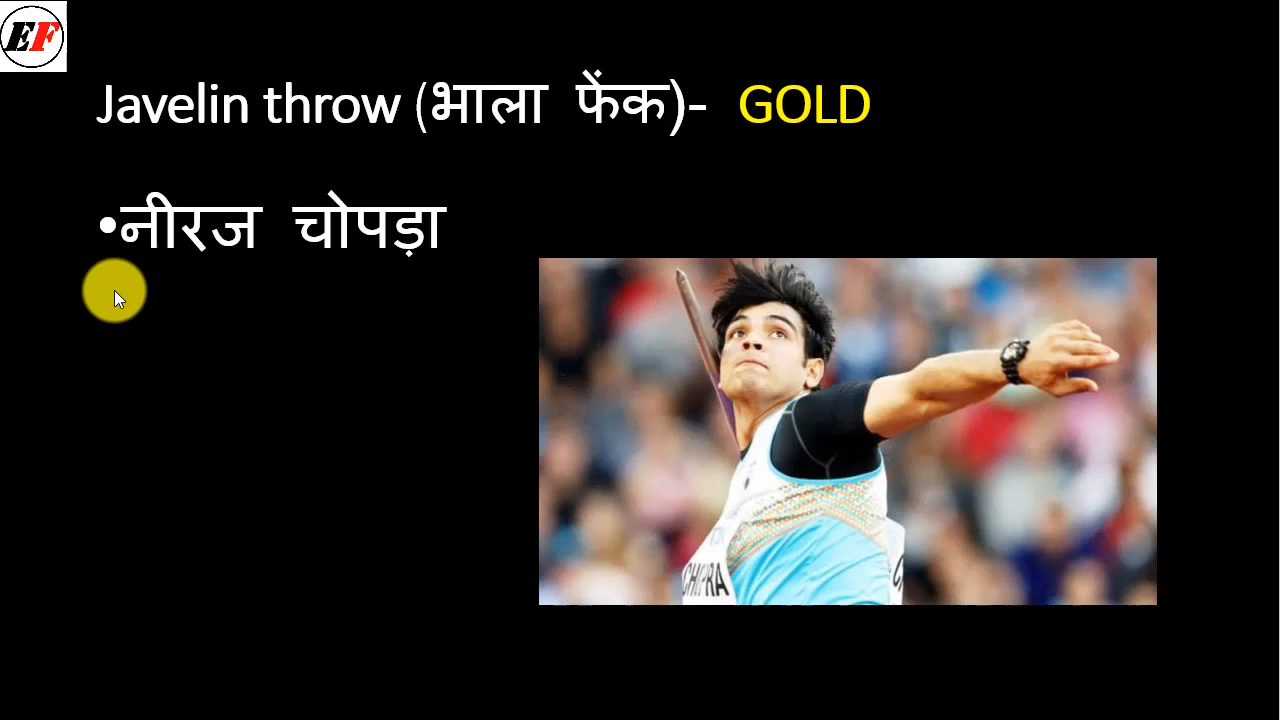 EF
Javelin throw (भाला फेंक)- GOLD
•नीरज चोपड़ा